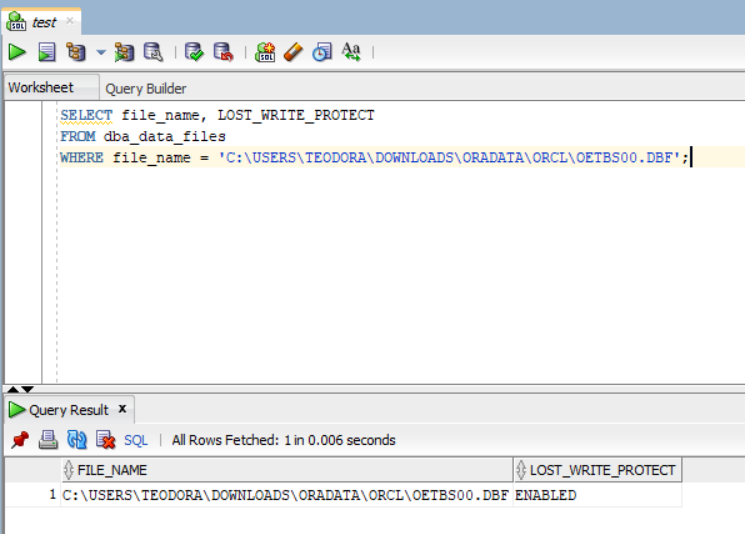 test
Worksheet Query Builder
SELECT file_name, LOST_WRITE_PROTECT
FROM dba_data_files
WHERE file_name = 'C:\USERS\TEODORA\DOWNLOADS\ORADATA\ORCL\OETBS00.DBF';
Query Result x
SQL | All Rows Fetched: 1 in 0.006 seconds
FILE_NAME LOST_WRITE_PROTECT
1 C:\USERS\TEODORA\DOWNLOADS\ORADATA\ORCL\OETBS00.DBF ENABLED